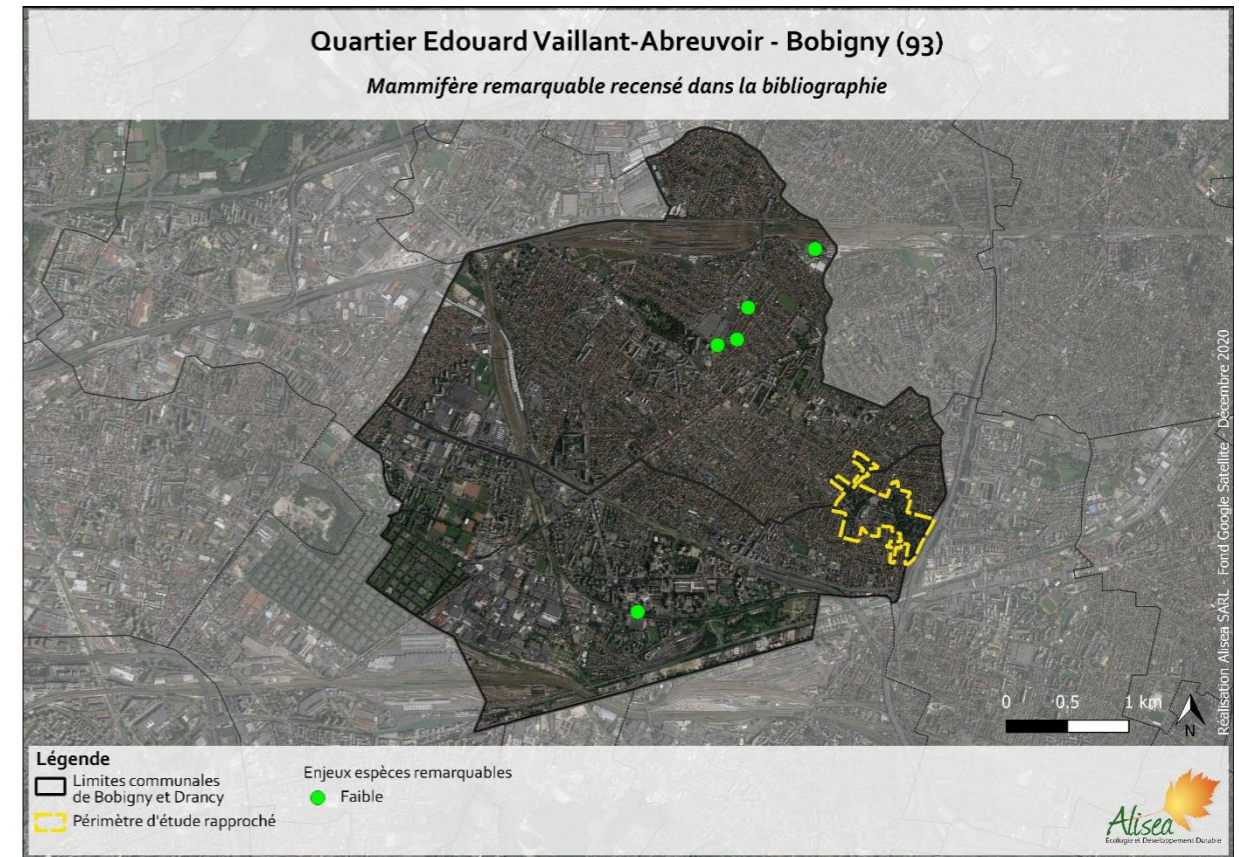 Quartier Edouard Vaillant-Abreuvoir - Bobigny (93)
Mammifère remarquable recensé dans la bibliographie
Réalisation Alisea SARL - Fond Google Satellite - Décembre 2020
0 0.5 1 km
N
Légende
Limites communales
de Bobigny et Drancy
Périmètre d'étude rapproché
Enjeux espèces remarquables
Faible
Alisea
Ecologie et Développement Durable